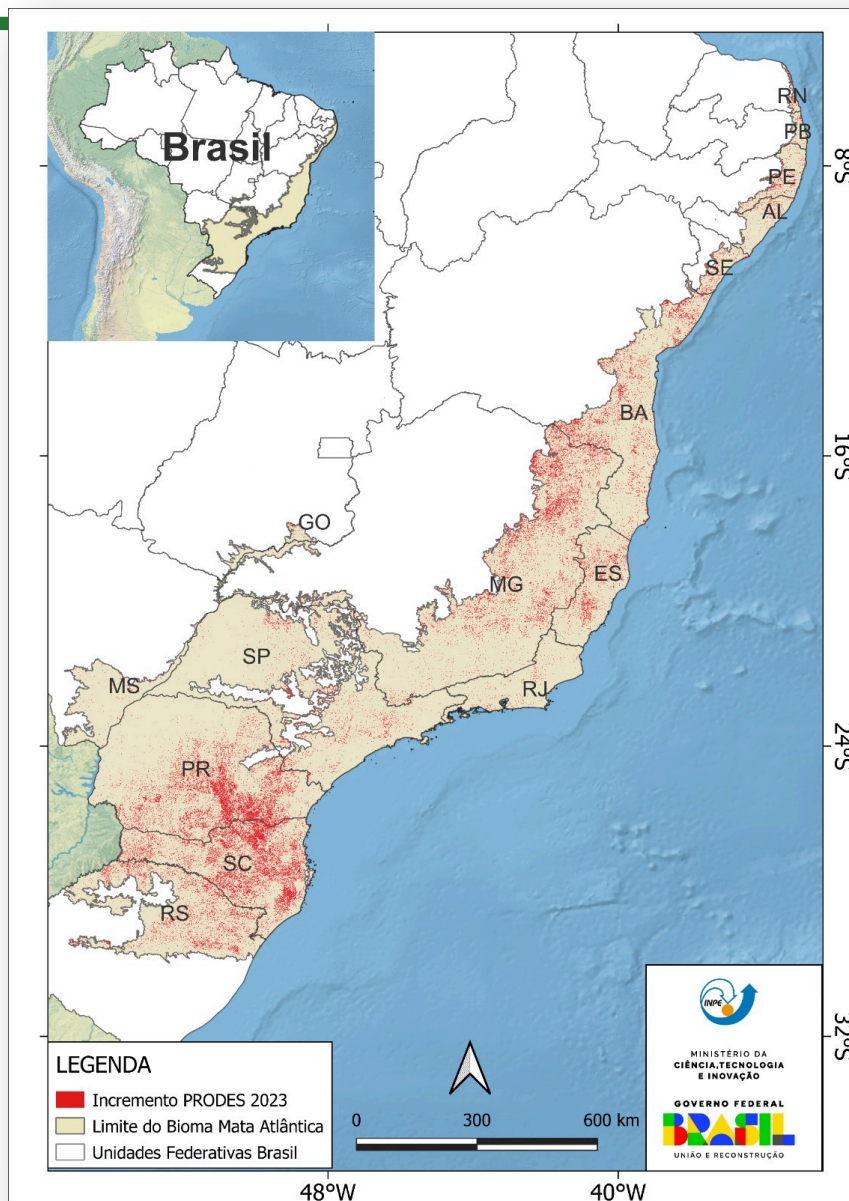 Brasil
RN
PB
8°S
PE
AL
SE
BA
16°S
GO
ES
MG
SP
MS
RJ
24°S
PR
SC
RS
INPE
32°S
MINISTÉRIO DA
CIÊNCIA,TECNOLOGIA
E INOVAÇÃO
LEGENDA
Incremento PRODES 2023
Limite do Bioma Mata Atlântica
Unidades Federativas Brasil
0 300 600 km
GOVERNO FEDERAL
BRASIL
UNIÃO E RECONSTRUÇÃO
48°W 40°W